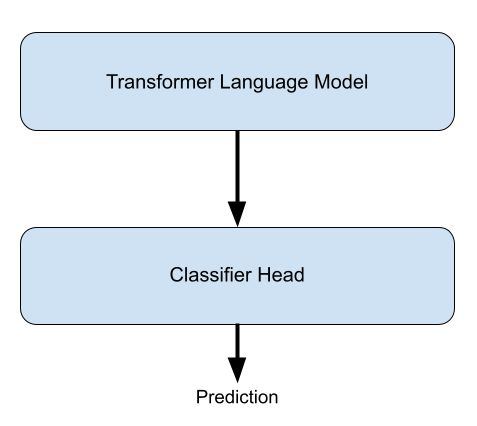 Transformer Language Model
Classifier Head
Prediction